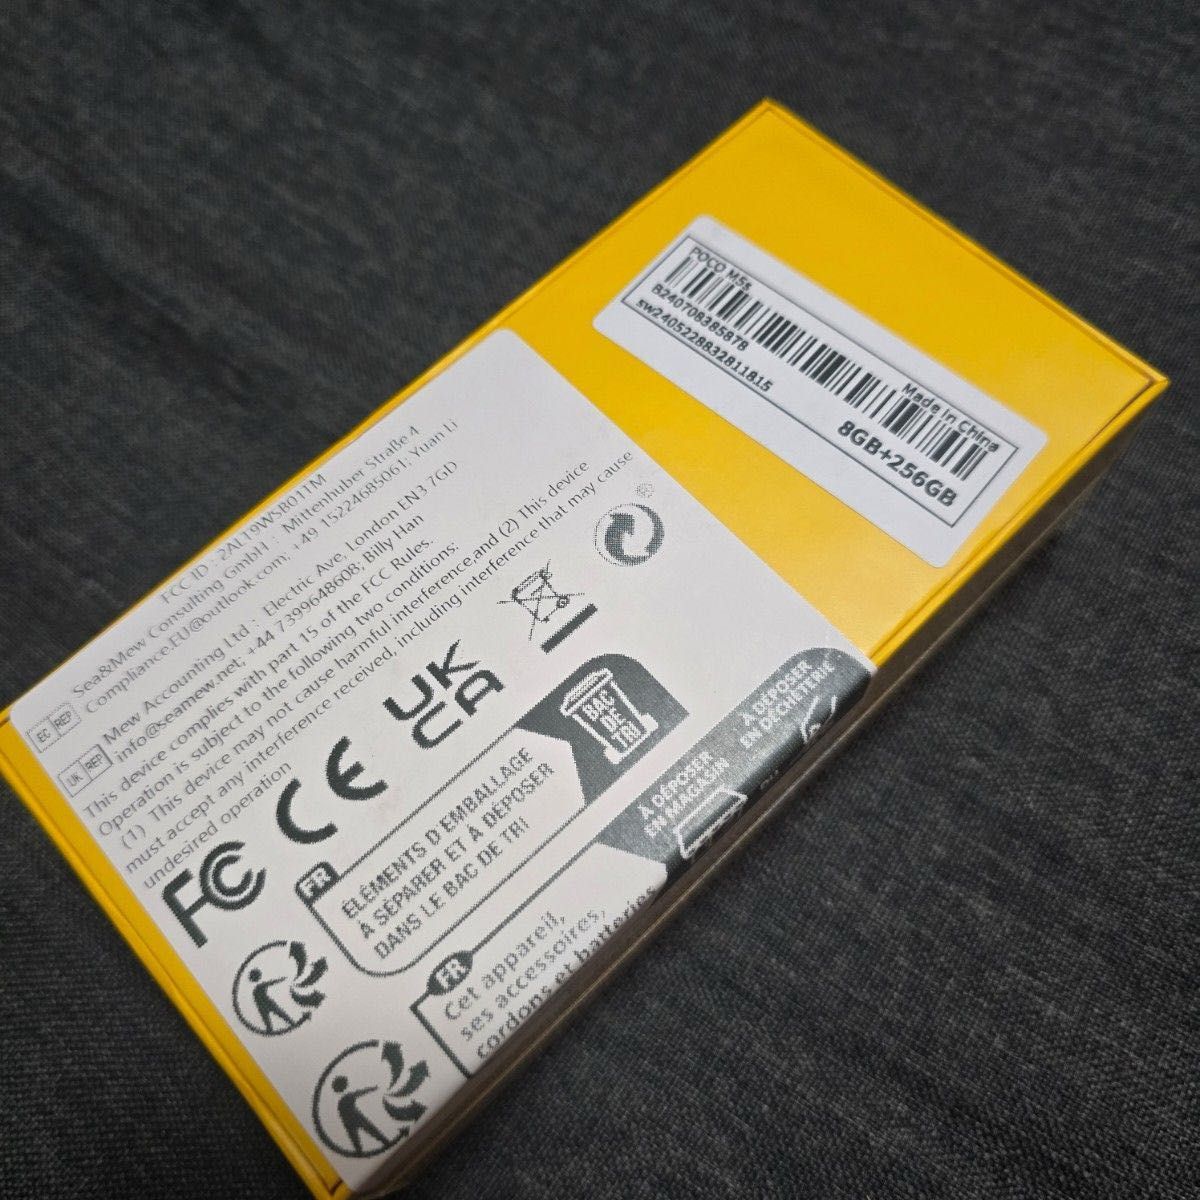 POCO M5s
B240708385878
sw2405228832811815
Made in China
8GB+256GB
FCC ID : 2AL19WSB01TM
EC REP
Sea&Mew Consulting GmbH : Mittenhuber Straße 4
Compliance.EU@outlook.com, +49 15224685061; Yuan Li
UK REP
Mew Accounting Ltd : Electric Ave, London EN3 7GD
info@seamew.net; +44 7399648608; Billy Han
This device complies with part 15 of the FCC Rules.
Operation is subject to the following two conditions:
(1) This device may not cause harmful interference,and (2) This device
must accept any interference received, including interference that may cause
undesired operation
FC
CE
UK
CA
FR
ÉLÉMENTS D EMBALLAGE
À SÉPARER ET À DÉPOSER
DANS LE BAC DE TRI
BAC
DE
TRI
FR
Cet appareil,
ses accessoires,
cordons et batteries
À DÉPOSER
EN MAGASIN
À DÉPOSER
EN DÉCHÈTERIE